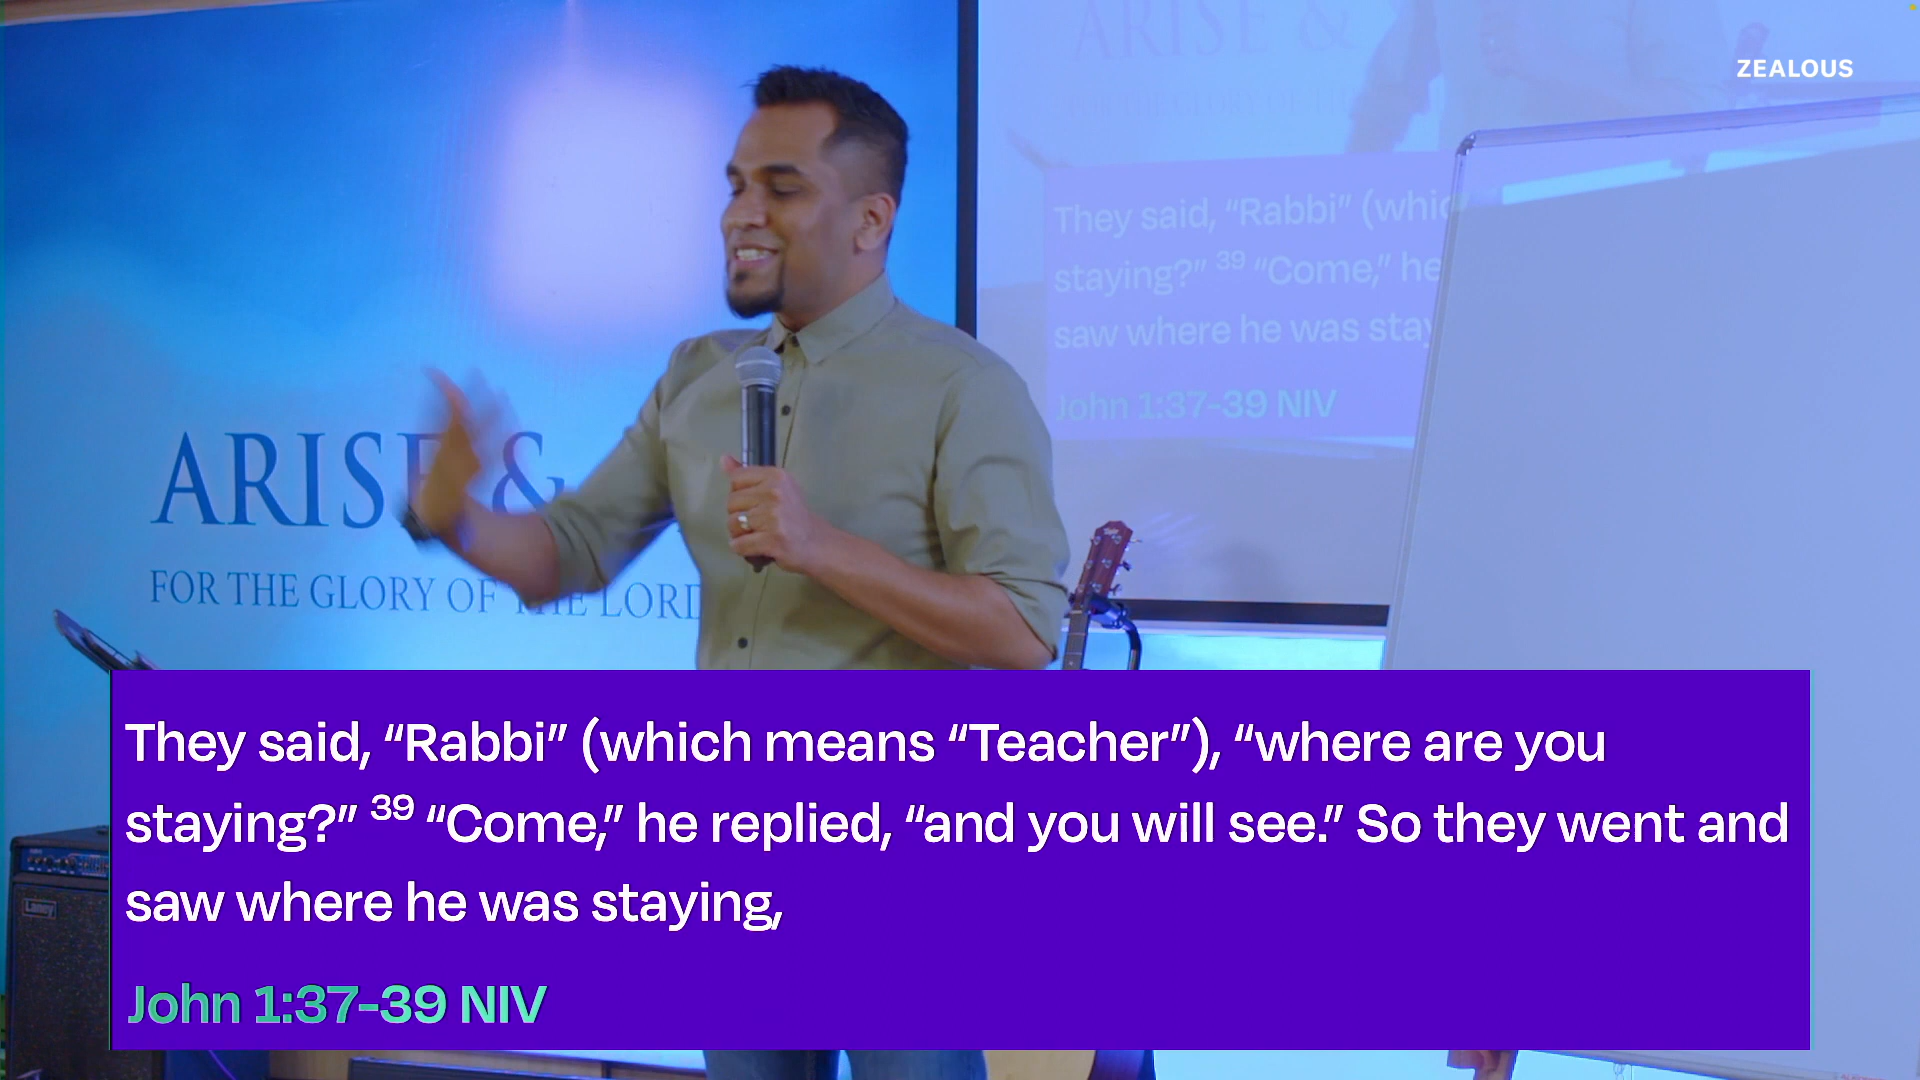 ARISE &
FOR THE GLORY OF THE LORD
ARISE &
ZEALOUS
They said, “Rabbi” (whic
staying?” 39 “Come,” he
saw where he was stay
John 1:37-39 NIV
They said, “Rabbi” (which means “Teacher”), “where are you
staying?” 39 “Come,” he replied, “and you will see.” So they went and
saw where he was staying,
John 1:37-39 NIV
Laney